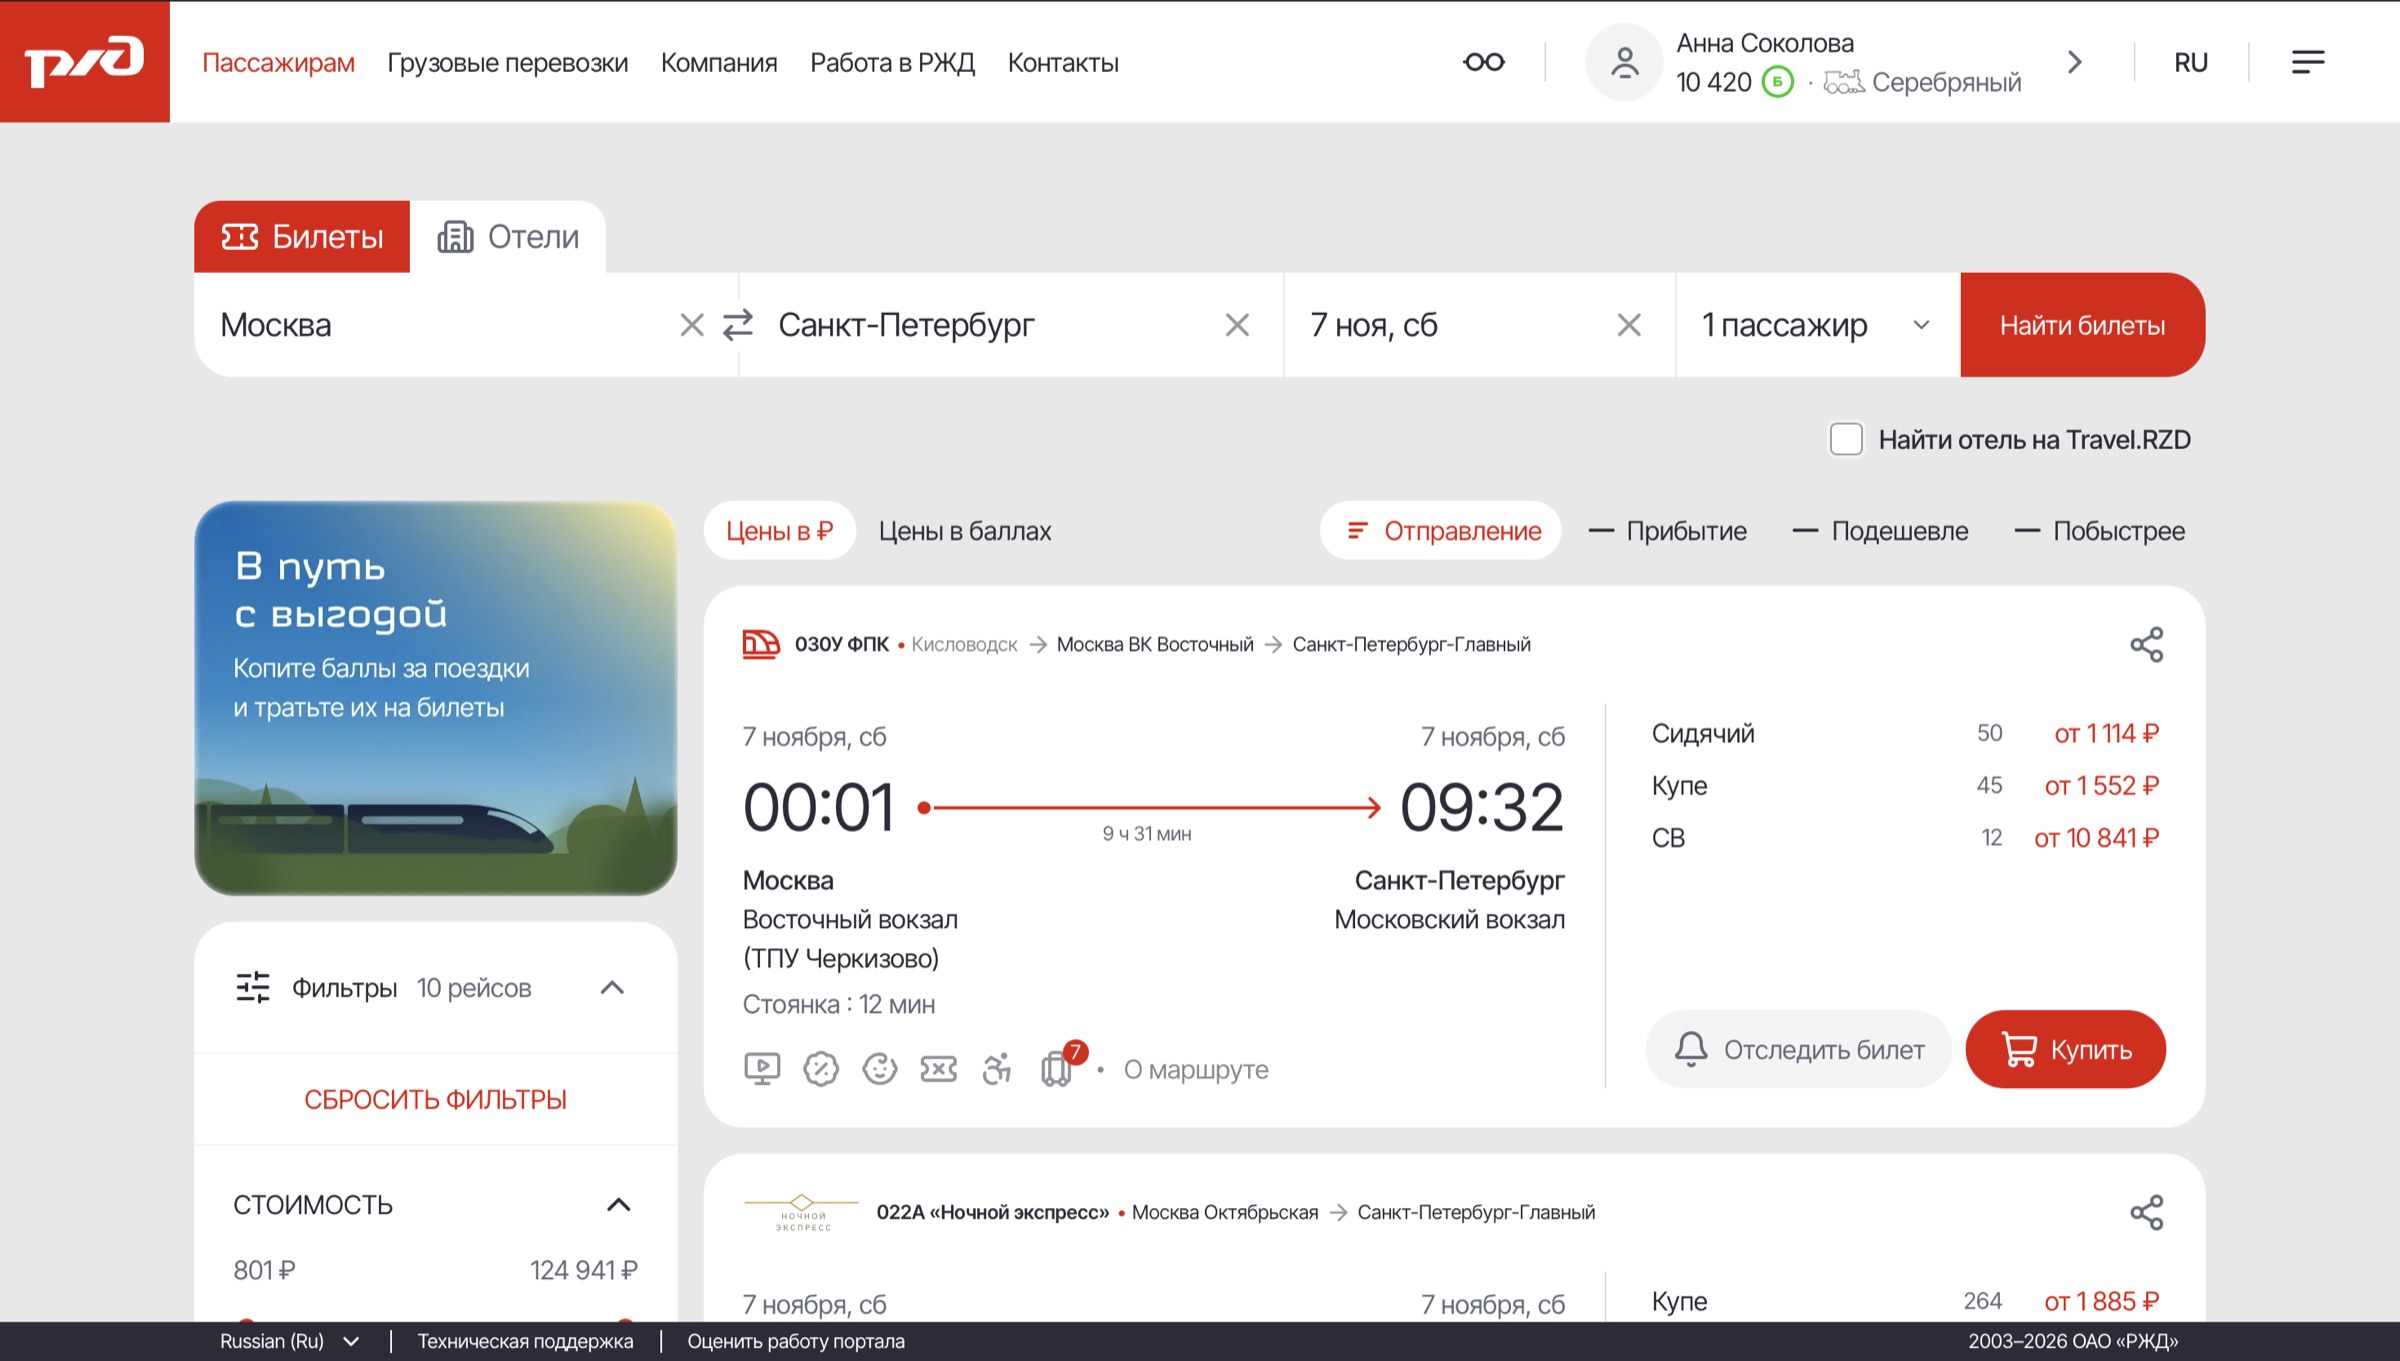 РЖД
Пассажирам Грузовые перевозки Компания Работа в РЖД Контакты
Анна Соколова
10 420 Б · Серебряный
RU
Билеты Отели
Москва Санкт-Петербург 7 ноя, сб 1 пассажир Найти билеты
Найти отель на Travel.RZD
В путь
с выгодой
Копите баллы за поездки
и тратьте их на билеты
Фильтры 10 рейсов
СБРОСИТЬ ФИЛЬТРЫ
СТОИМОСТЬ
801 ₽ 124 941 ₽
Цены в ₽ Цены в баллах Отправление Прибытие Подешевле Побыстрее
030У ФПК • Кисловодск → Москва ВК Восточный → Санкт-Петербург-Главный
7 ноября, сб 7 ноября, сб
00:01 09:32
9 ч 31 мин
Москва Санкт-Петербург
Восточный вокзал Московский вокзал
(ТПУ Черкизово)
Стоянка : 12 мин
7 • О маршруте
Сидячий 50 от 1 114 ₽
Купе 45 от 1 552 ₽
СВ 12 от 10 841 ₽
Отследить билет Купить
НОЧНОЙ
ЭКСПРЕСС
022А «Ночной экспресс» • Москва Октябрьская → Санкт-Петербург-Главный
7 ноября, сб 7 ноября, сб
Купе 264 от 1 885 ₽
Russian (Ru) | Техническая поддержка | Оценить работу портала
2003–2026 ОАО «РЖД»